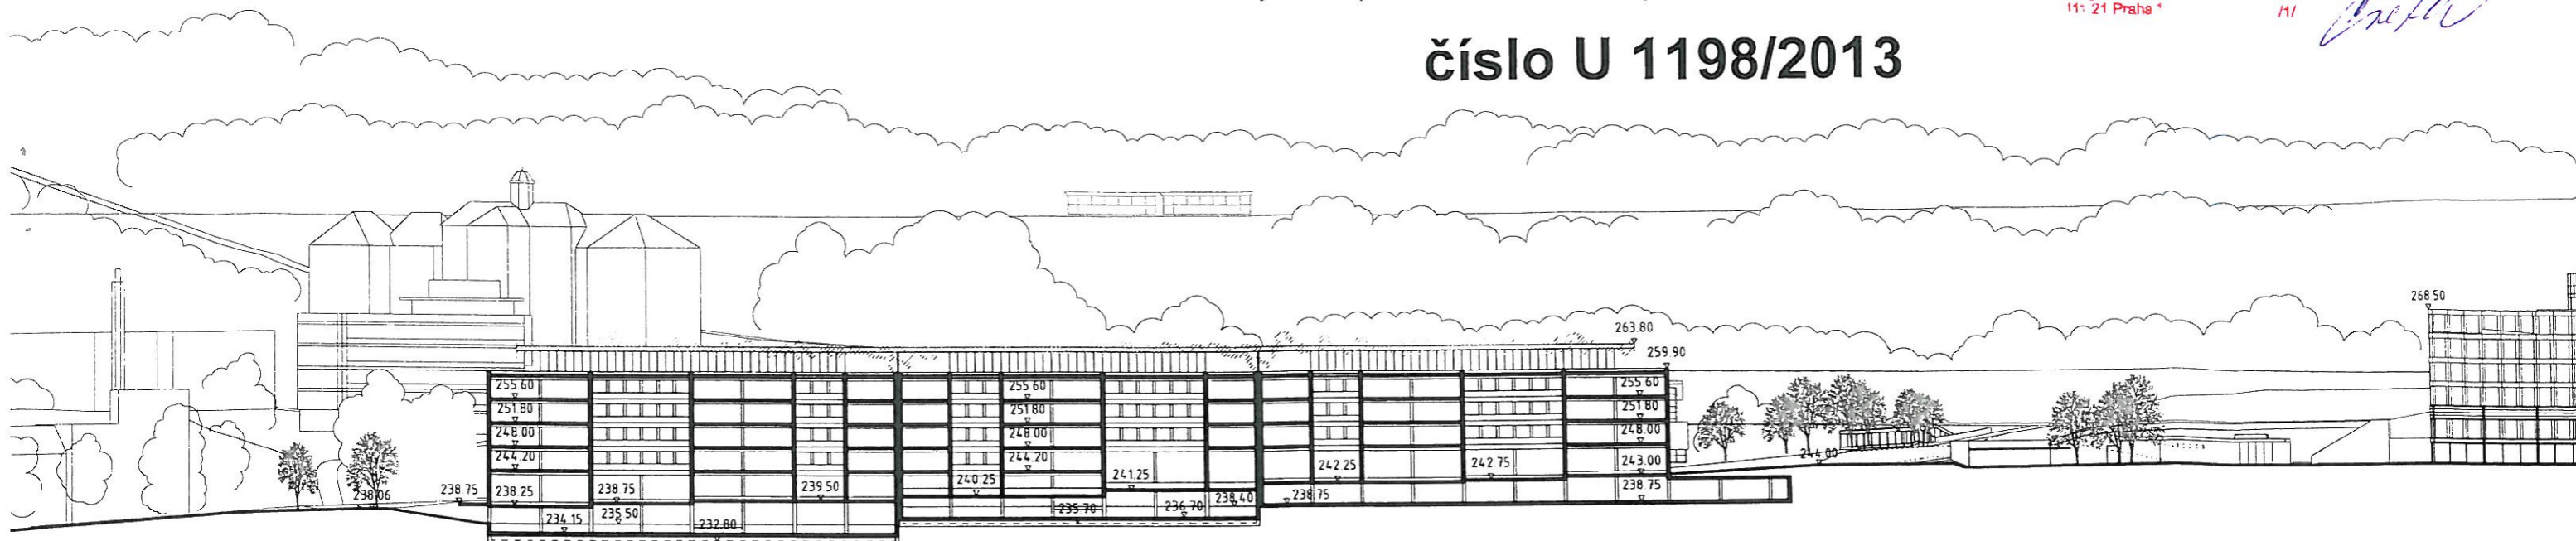 11 21 Praha 1 /1/
číslo U 1198/2013
268.50
263.80
259.90
255.60 255.60 255.60
251.80 251.80 251.80
248.00 248.00 248.00
244.20 244.20 241.25 242.25 242.75 243.00 244.00
238.06 238.75 238.25 238.75 239.50 240.25 238.40 238.75 238.75
234.15 235.50 232.80 235.70 236.70